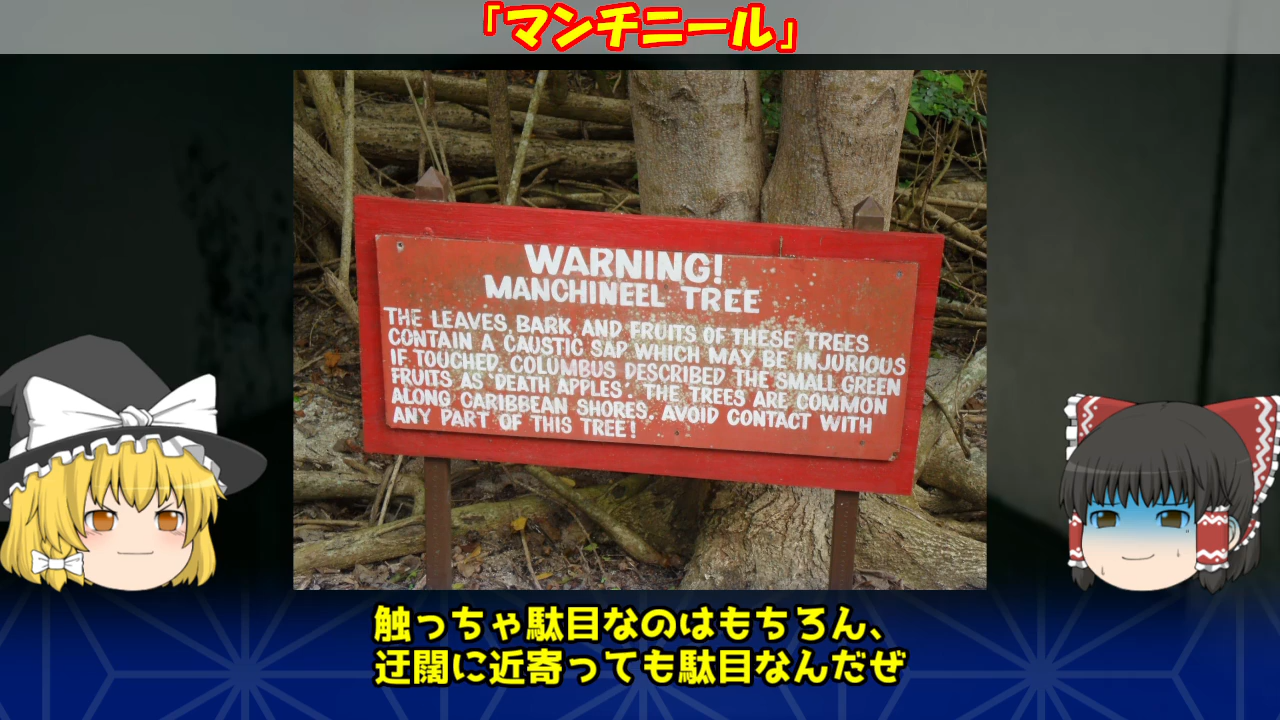 「マンチニール」
WARNING!
MANCHINEEL TREE
THE LEAVES, BARK, AND FRUITS OF THESE TREES
CONTAIN A CAUSTIC SAP WHICH MAY BE INJURIOUS
IF TOUCHED. COLUMBUS DESCRIBED THE SMALL GREEN
FRUITS AS 'DEATH APPLES'. THE TREES ARE COMMON
ALONG CARIBBEAN SHORES. AVOID CONTACT WITH
ANY PART OF THIS TREE!
触っちゃ駄目なのはもちろん、
迂闊に近寄っても駄目なんだぜ